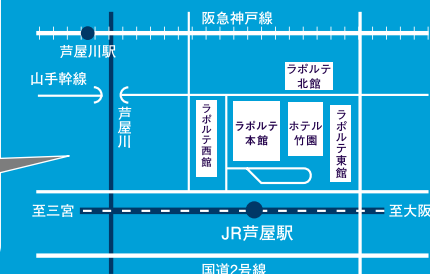 阪急神戸線
芦屋川駅
ラポルテ
北館
山手幹線
芦屋川
ラポルテ西館
ラポルテ
本館
ホテル
竹園
ラポルテ東館
至三宮
至大阪
JR芦屋駅
国道2号線